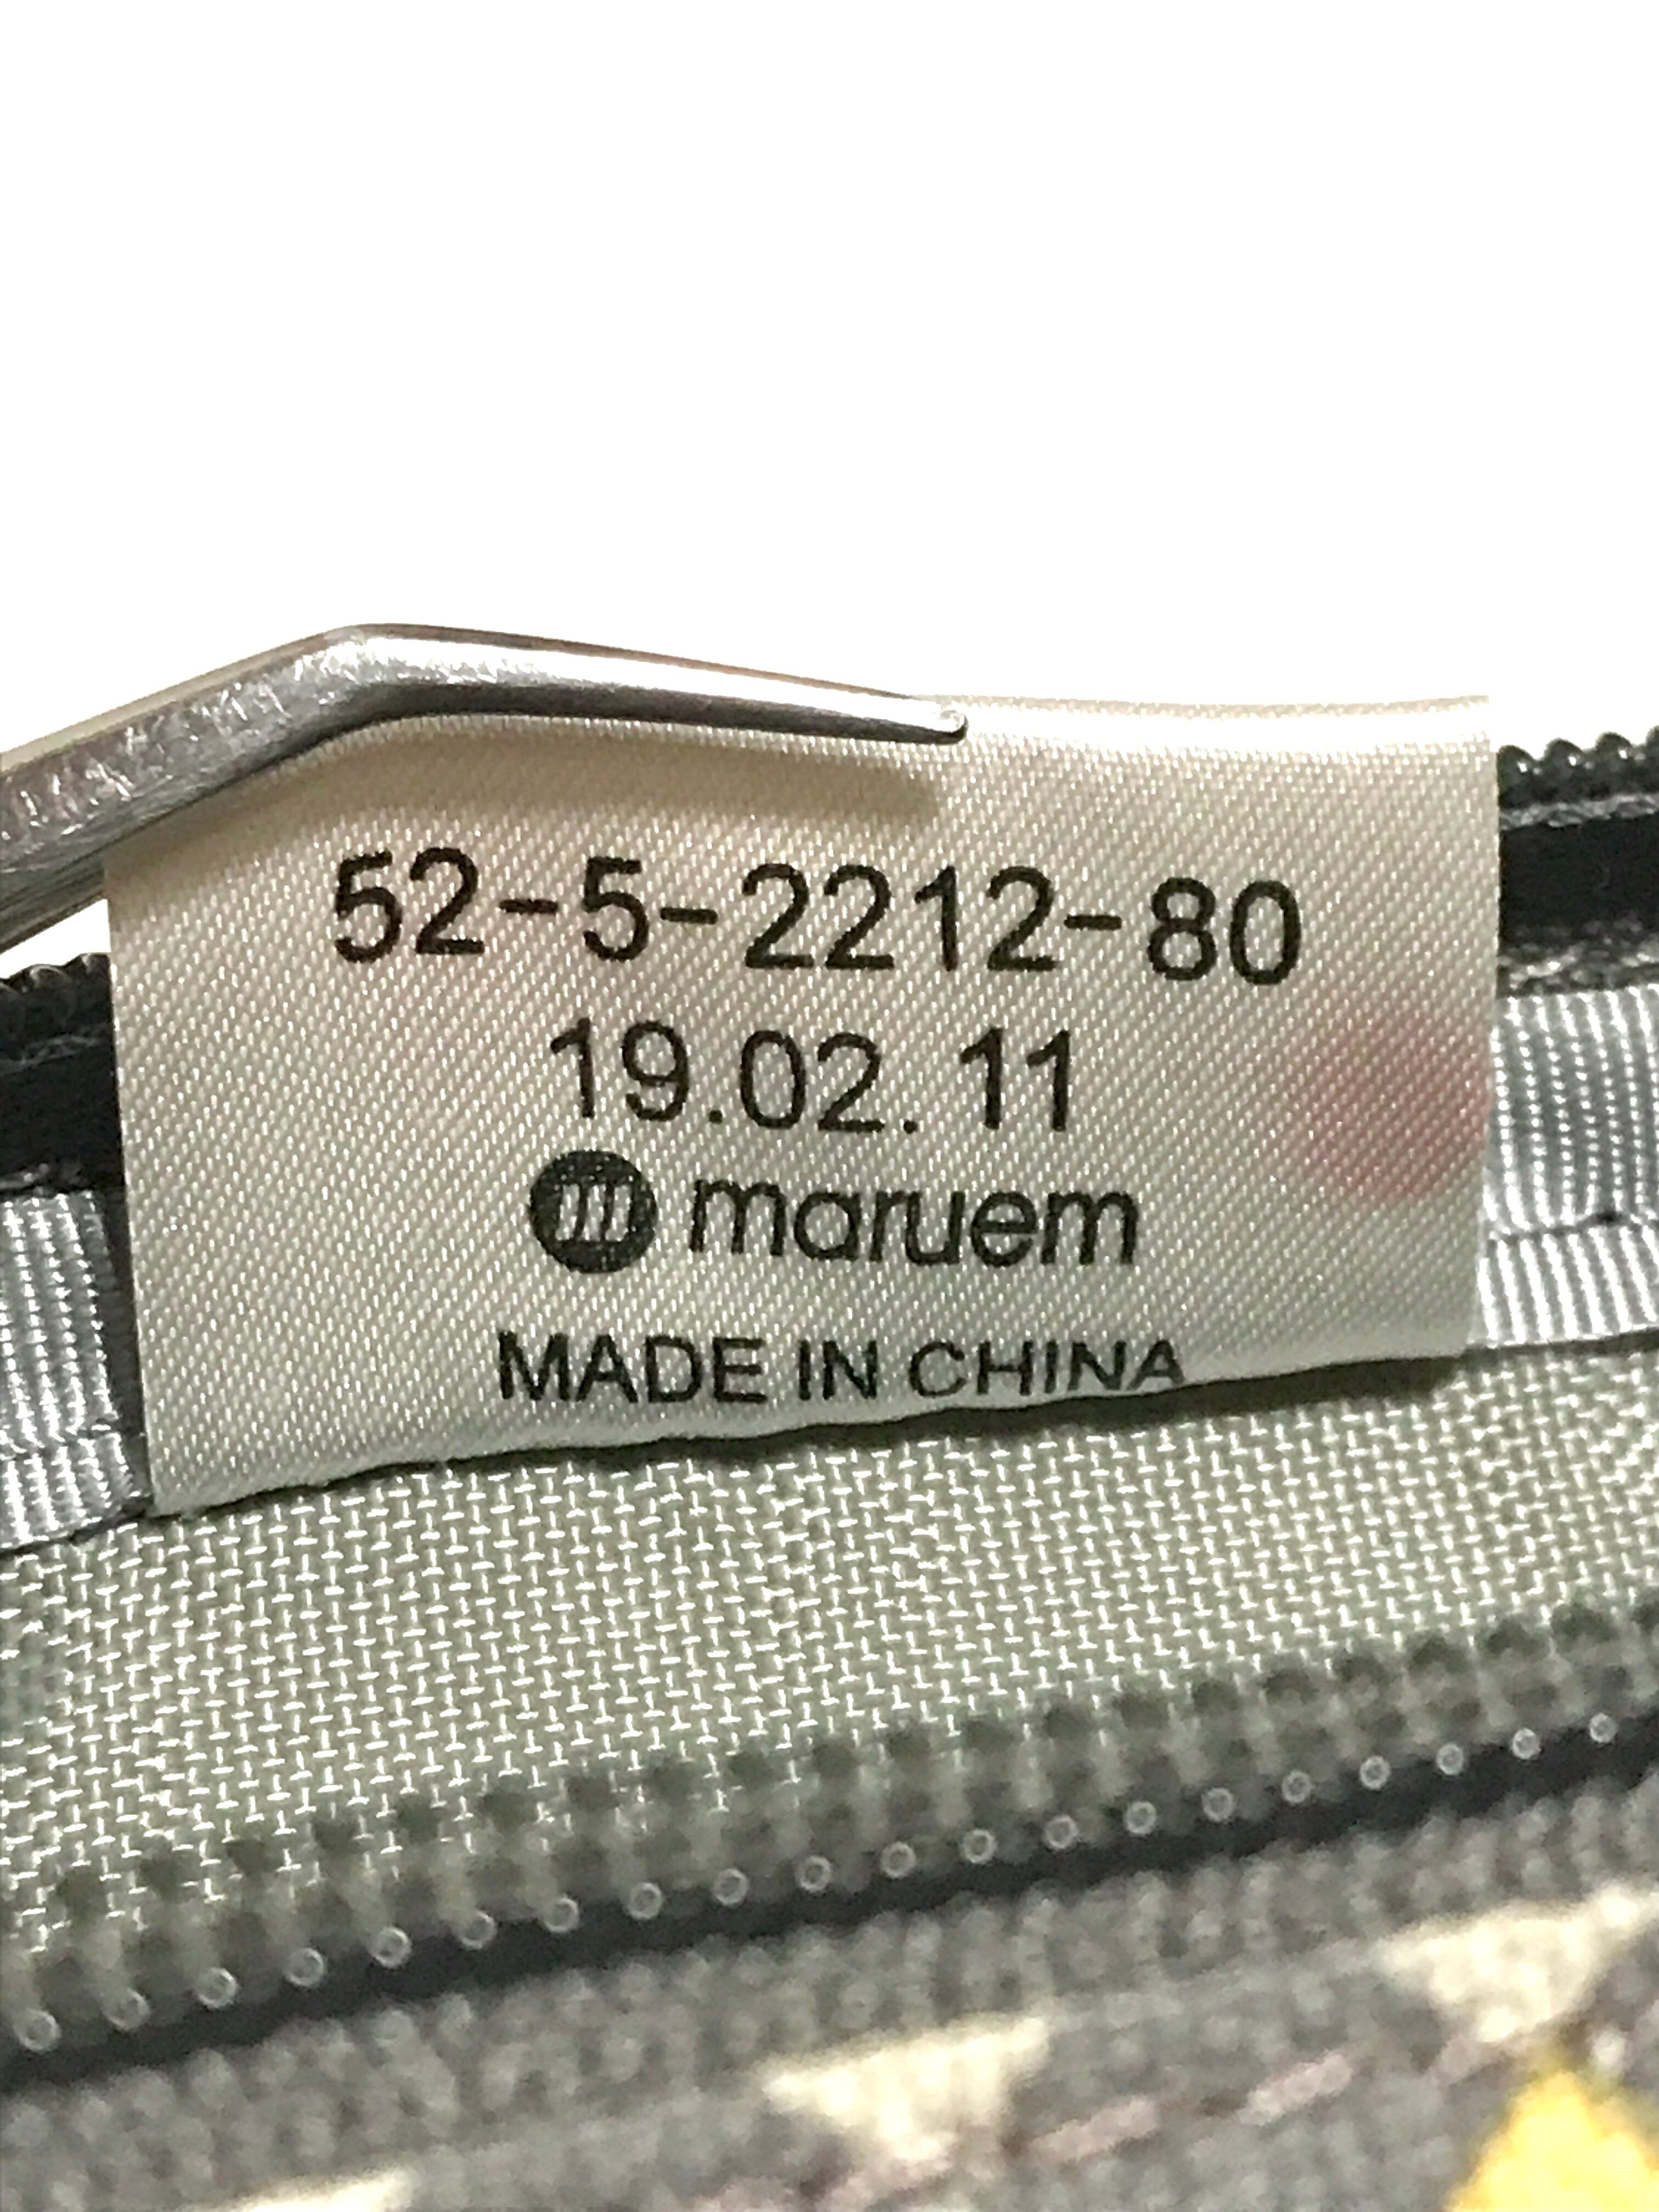 52-5-2212-80
19.02.11
m maruem
MADE IN CHINA